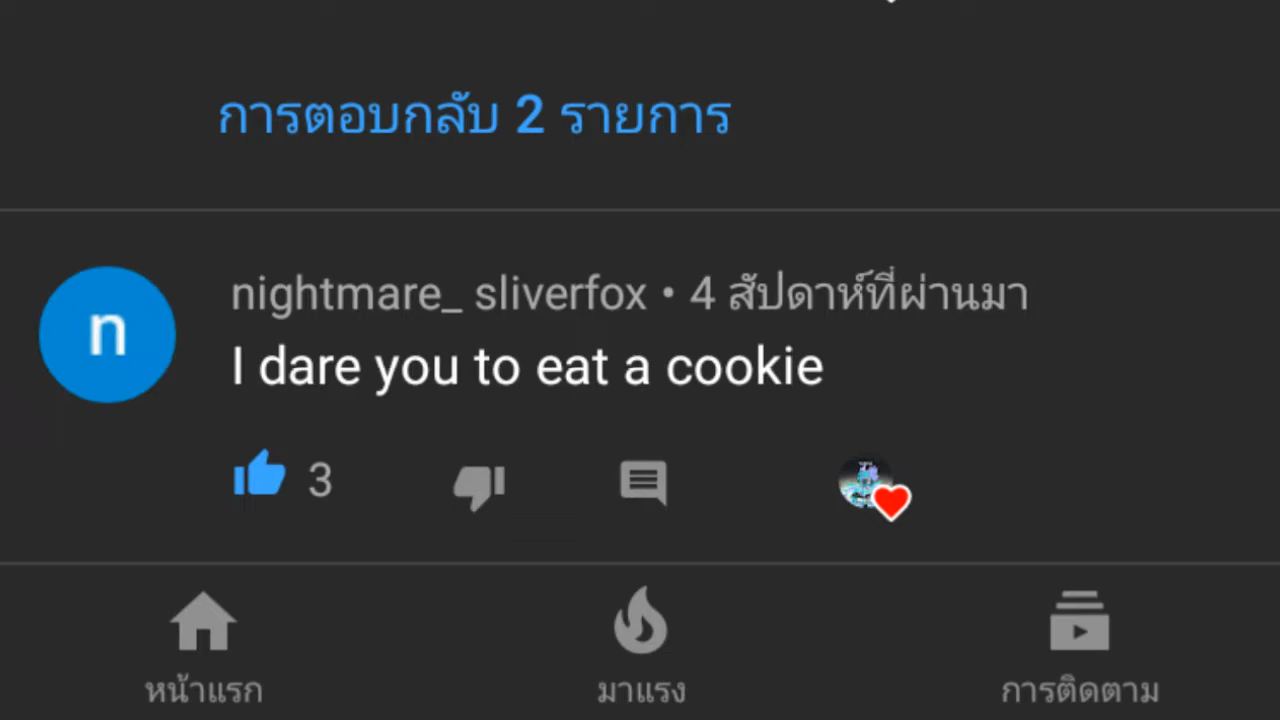 การตอบกลับ 2 รายการ
n
nightmare_ sliverfox • 4 สัปดาห์ที่ผ่านมา
I dare you to eat a cookie
3
หน้าแรก มาแรง การติดตาม